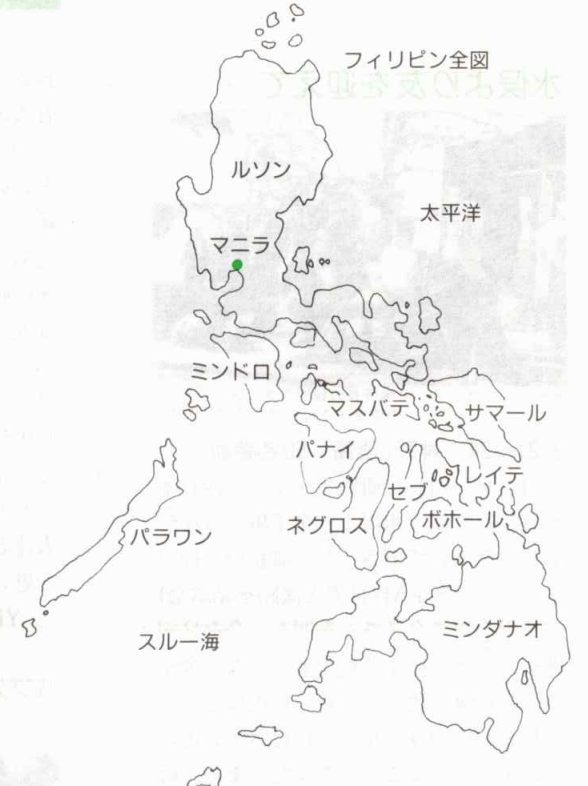 フィリピン全図
ルソン
太平洋
マニラ
ミンドロ
マスバテ
サマール
パナイ
レイテ
セブ
ネグロス
ボホール
パラワン
ミンダナオ
スルー海